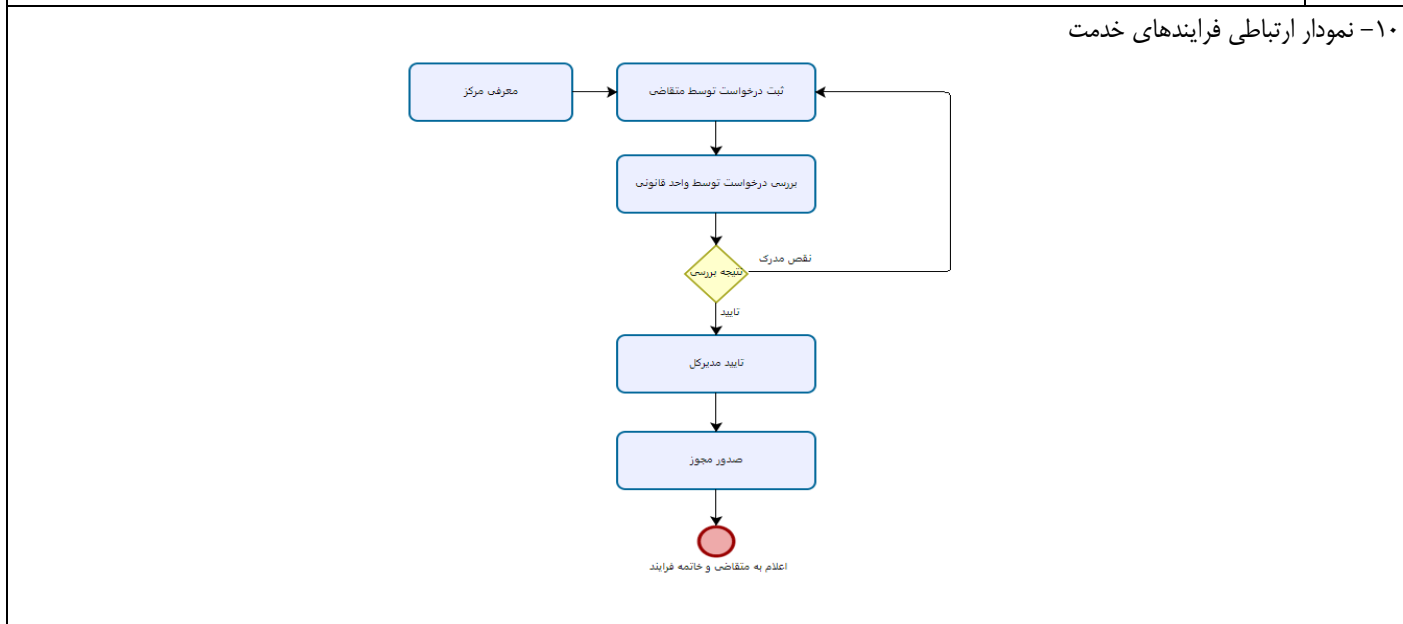 ۱۰- نمودار ارتباطی فرایندهای خدمت
معرفی مرکز
ثبت درخواست توسط متقاضی
بررسی درخواست توسط واحد قانونی
نتیجه بررسی
نقص مدرک
تایید
تایید مدیرکل
صدور مجوز
اعلام به متقاضی و خاتمه فرایند